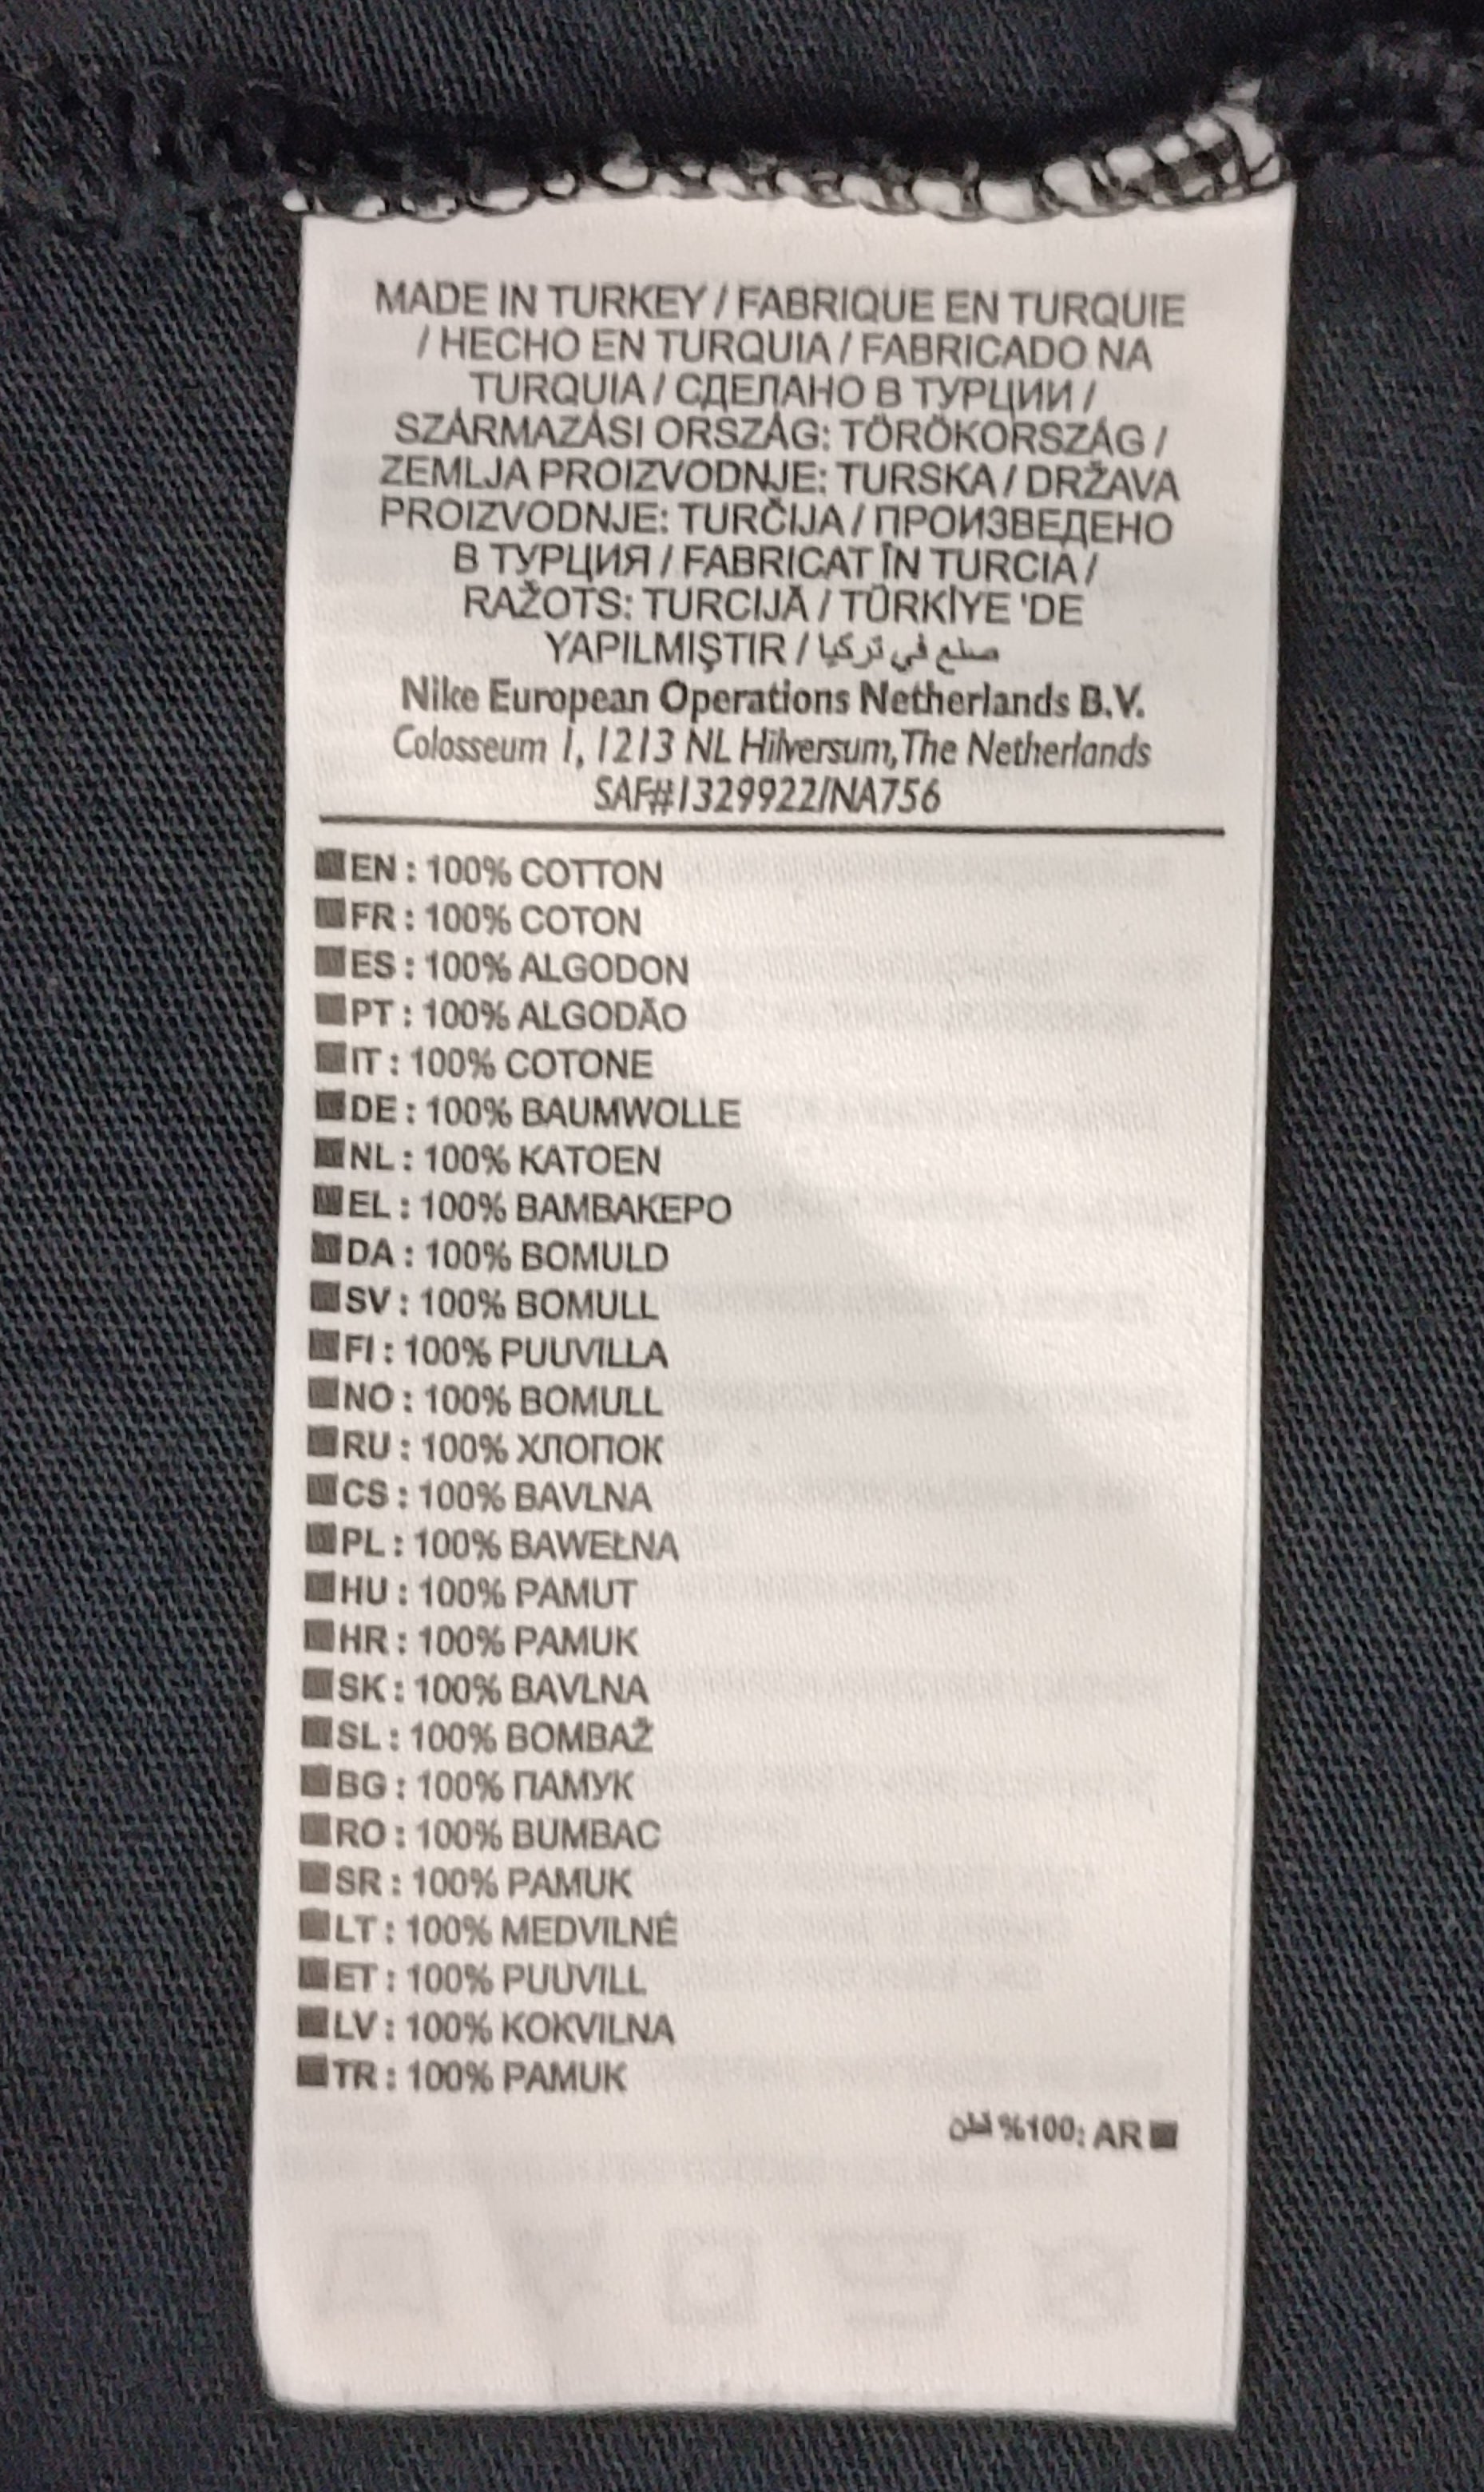 MADE IN TURKEY / FABRIQUE EN TURQUIE
/ HECHO EN TURQUIA / FABRICADO NA
TURQUIA / СДЕЛАНО В ТУРЦИИ /
SZÁRMAZÁSI ORSZÁG: TÖRÖKORSZÁG /
ZEMLJA PROIZVODNJE: TURSKA / DRŽAVA
PROIZVODNJE: TURČIJA / ПРОИЗВЕДЕНО
В ТУРЦИЯ / FABRICAT ÎN TURCIA /
RAŽOTS: TURCIJĀ / TÜRKİYE 'DE
YAPILMIŞTIR / صنع في تركيا
Nike European Operations Netherlands B.V.
Colosseum 1, 1213 NL Hilversum, The Netherlands
SAF#1329922/NA756
EN : 100% COTTON
FR : 100% COTON
ES : 100% ALGODON
PT : 100% ALGODÃO
IT : 100% COTONE
DE : 100% BAUMWOLLE
NL : 100% KATOEN
EL : 100% BAMBAKEPO
DA : 100% BOMULD
SV : 100% BOMULL
FI : 100% PUUVILLA
NO : 100% BOMULL
RU : 100% ХЛОПОК
CS : 100% BAVLNA
PL : 100% BAWEŁNA
HU : 100% PAMUT
HR : 100% PAMUK
SK : 100% BAVLNA
SL : 100% BOMBAŽ
BG : 100% ПАМУК
RO : 100% BUMBAC
SR : 100% PAMUK
LT : 100% MEDVILNĖ
ET : 100% PUUVILL
LV : 100% KOKVILNA
TR : 100% PAMUK
AR :100% قطن